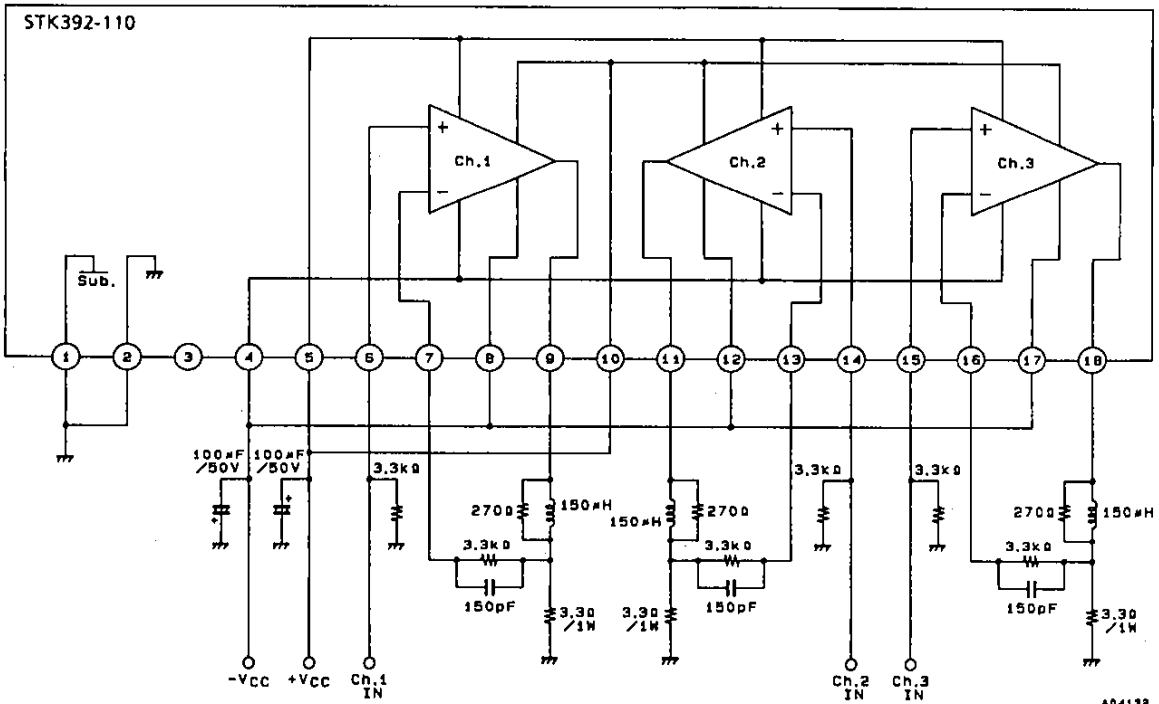 STK392-110
+
Ch.1
−
+
Ch.2
−
+
Ch.3
−
Sub.
1
2
3
4
5
6
7
8
9
10
11
12
13
14
15
16
17
18
100μF
/50V
100μF
/50V
3.3kΩ
3.3kΩ
3.3kΩ
+
+
270Ω
150μH
150μH
270Ω
270Ω
150μH
3.3kΩ
3.3kΩ
3.3kΩ
150pF
150pF
150pF
3.3Ω
/1W
3.3Ω
/1W
3.3Ω
/1W
-VCC
+VCC
Ch.1
IN
Ch.2
IN
Ch.3
IN